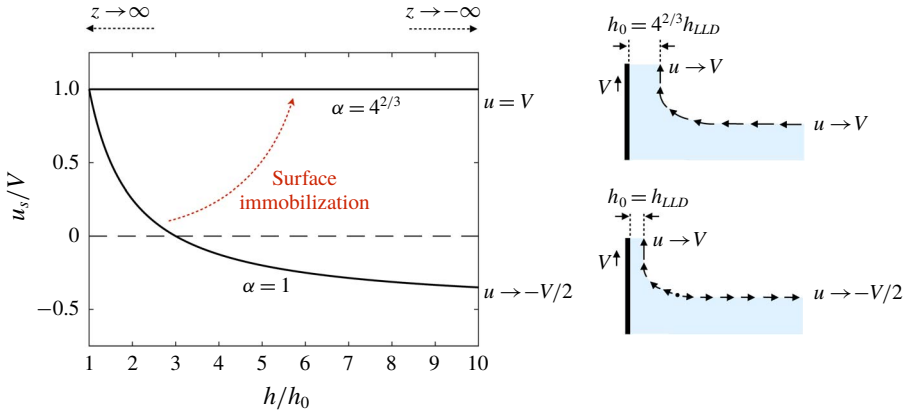 z → ∞
z → −∞
1.0
0.5
0
−0.5
u_s/V
1 2 3 4 5 6 7 8 9 10
h/h_0
α = 4^{2/3}
α = 1
Surface
immobilization
u = V
u → −V/2
h_0 = 4^{2/3}h_{LLD}
u → V
V
u → V
h_0 = h_{LLD}
u → V
V
u → −V/2